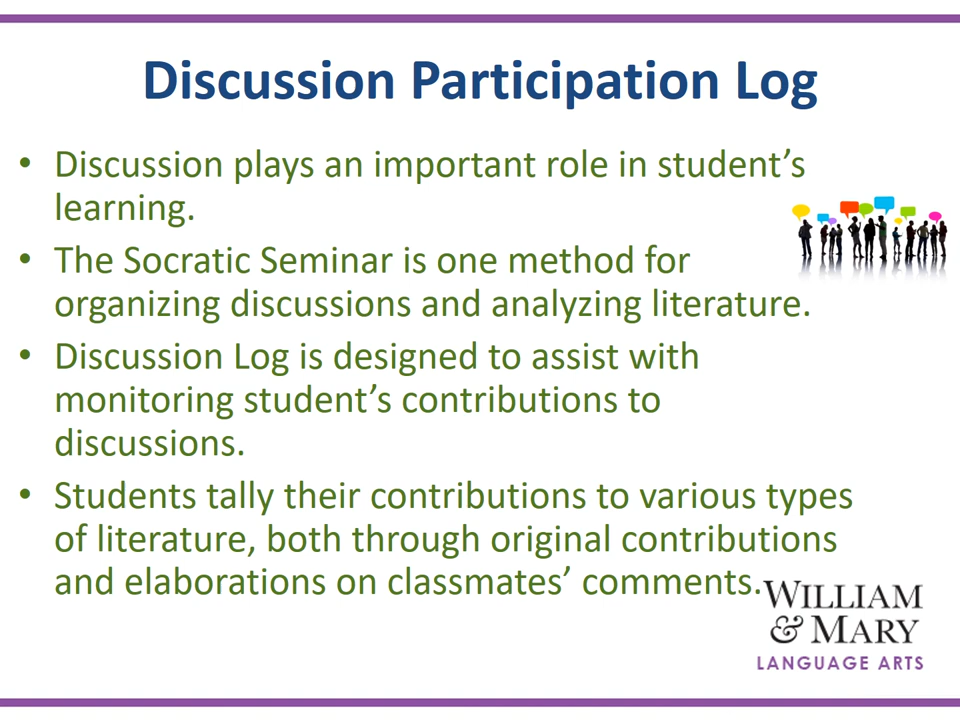 Discussion Participation Log
• Discussion plays an important role in student’s
learning.
• The Socratic Seminar is one method for
organizing discussions and analyzing literature.
• Discussion Log is designed to assist with
monitoring student’s contributions to
discussions.
• Students tally their contributions to various types
of literature, both through original contributions
and elaborations on classmates’ comments.
WILLIAM
& MARY
LANGUAGE ARTS